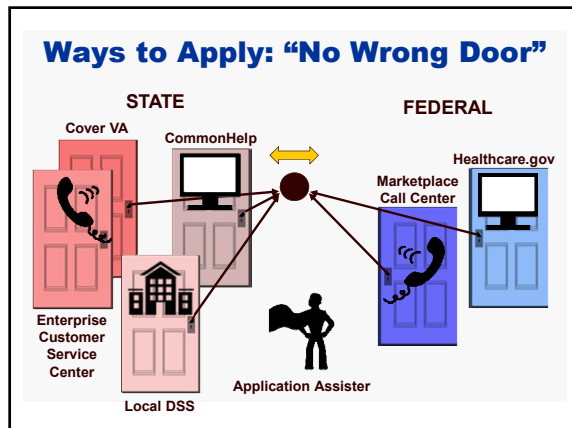 Ways to Apply: “No Wrong Door”
STATE
FEDERAL
Cover VA
CommonHelp
Healthcare.gov
Marketplace
Call Center
Enterprise
Customer
Service
Center
Local DSS
Application Assister